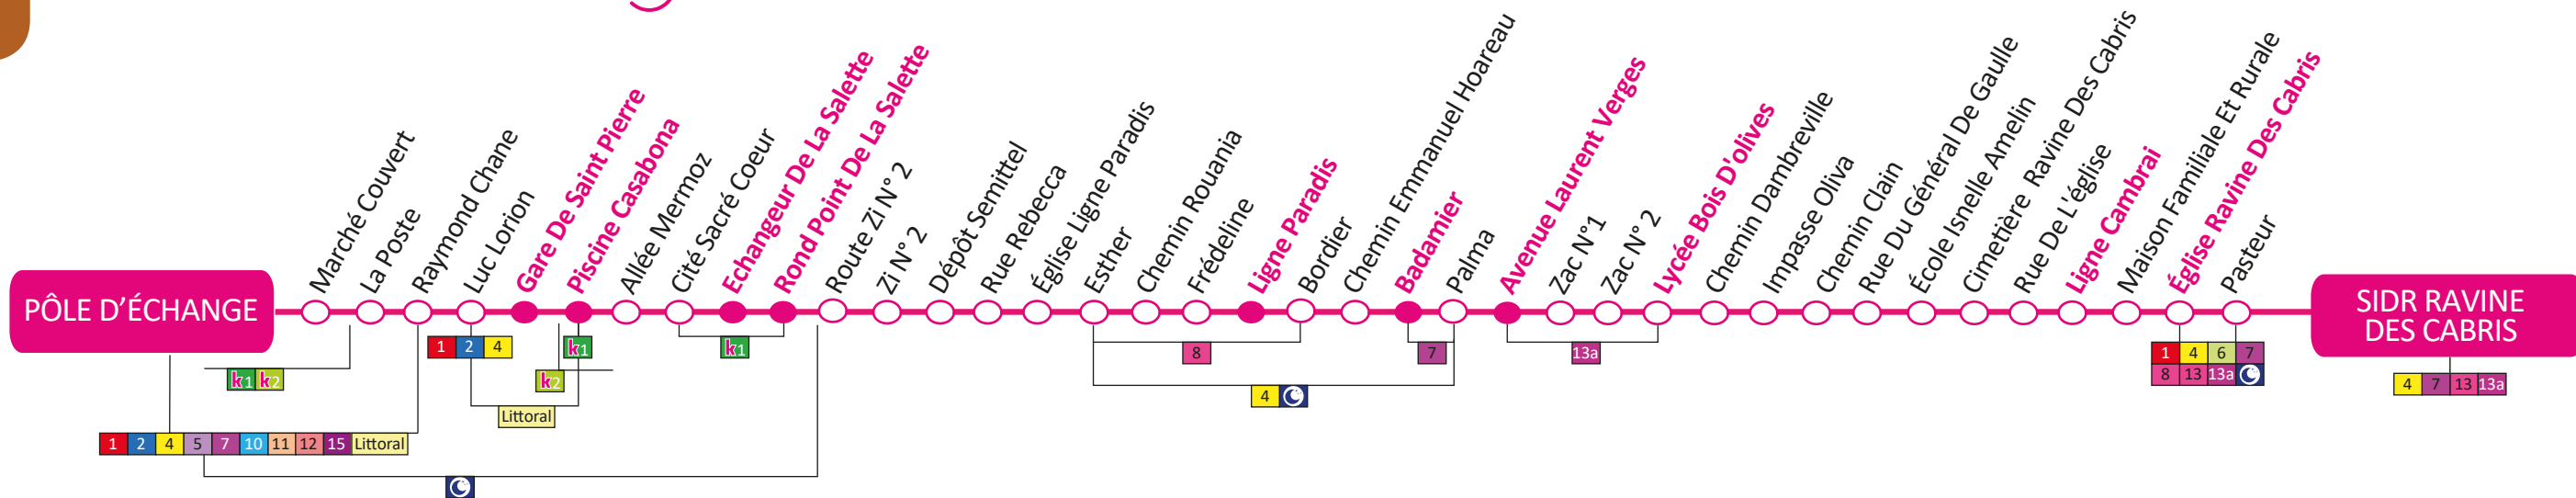 PÔLE D'ÉCHANGE
Marché Couvert
La Poste
Raymond Chane
Luc Lorion
Gare De Saint Pierre
Piscine Casabona
Allée Mermoz
Cité Sacré Coeur
Echangeur De La Salette
Rond Point De La Salette
Route Zi N° 2
Zi N° 2
Dépôt Semittel
Rue Rebecca
Église Ligne Paradis
Esther
Chemin Rouania
Frédeline
Ligne Paradis
Bordier
Chemin Emmanuel Hoareau
Badamier
Palma
Avenue Laurent Verges
Zac N°1
Zac N° 2
Lycée Bois D'olives
Chemin Dambreville
Impasse Oliva
Chemin Clain
Rue Du Général De Gaulle
École Isnelle Amelin
Cimetière Ravine Des Cabris
Rue De L'église
Ligne Cambrai
Maison Familiale Et Rurale
Église Ravine Des Cabris
Pasteur
SIDR RAVINE
DES CABRIS
k1 k2
1 2 4 5 7 10 11 12 15 Littoral
1 2 4
k1
k2
Littoral
k1
8
4
7
13a
1 4 6 7
8 13 13a
4 7 13 13a